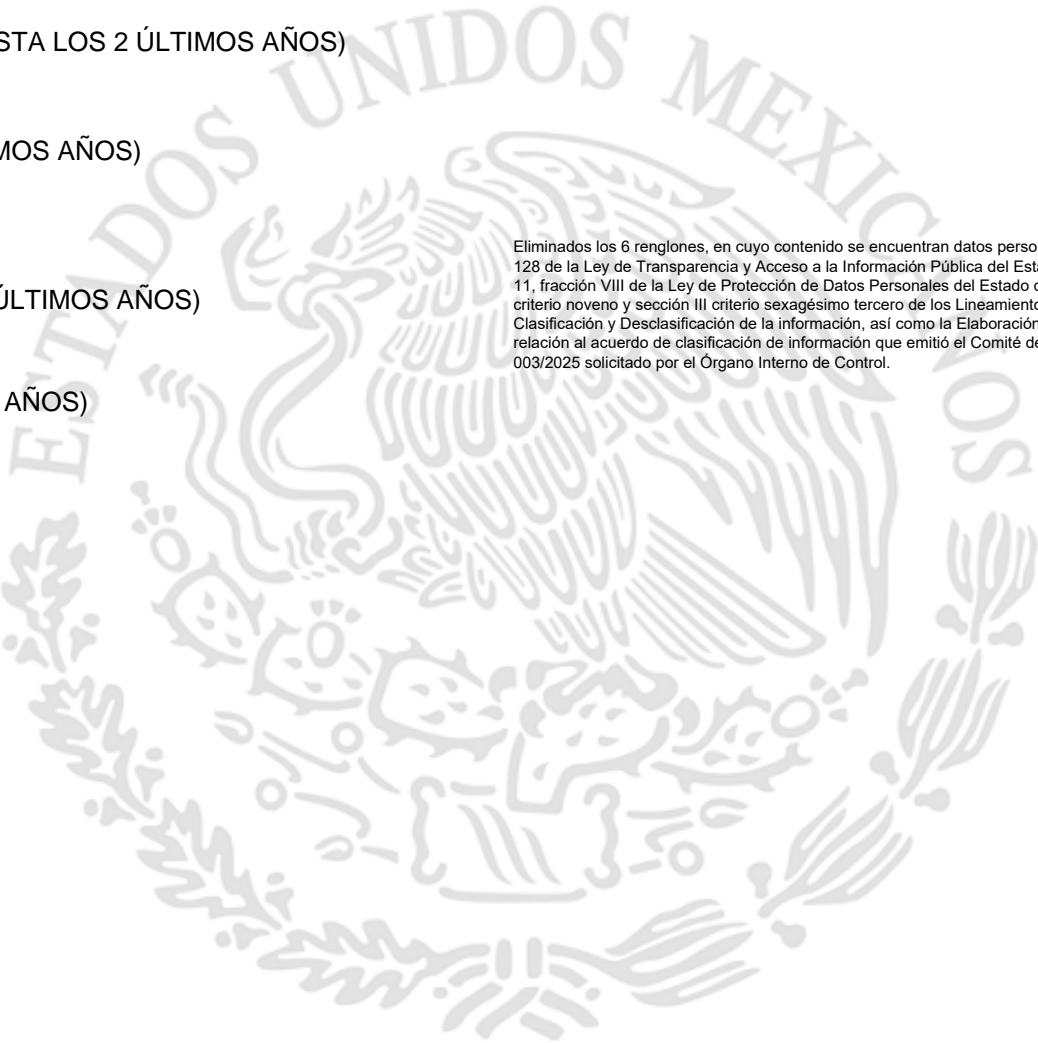 ESTADOS UNIDOS MEXICANOS
STA LOS 2 ÚLTIMOS AÑOS)
MOS AÑOS)
Eliminados los 6 renglones, en cuyo contenido se encuentran datos perso
128 de la Ley de Transparencia y Acceso a la Información Pública del Esta
11, fracción VIII de la Ley de Protección de Datos Personales del Estado
criterio noveno y sección III criterio sexagésimo tercero de los Lineamiento
Clasificación y Desclasificación de la información, así como la Elaboración
relación al acuerdo de clasificación de información que emitió el Comité de
003/2025 solicitado por el Órgano Interno de Control.
ÚLTIMOS AÑOS)
AÑOS)